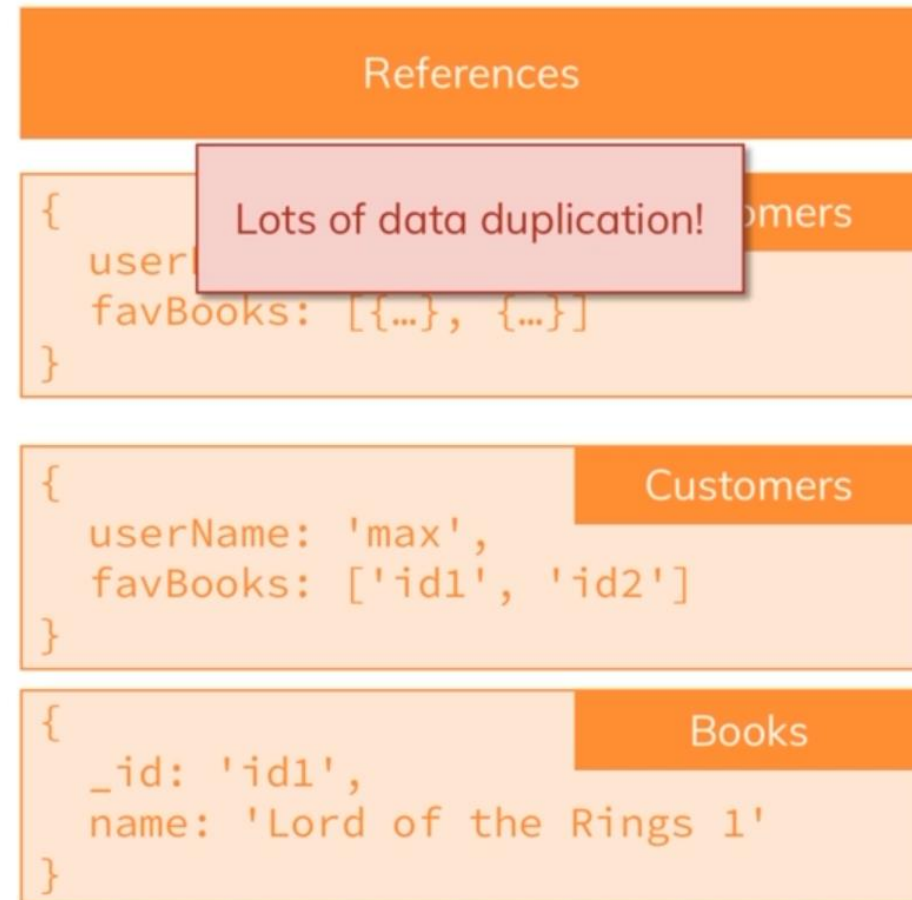 References
Lots of data duplication!
{
favBooks: [{…}, {…}]
}
Customers
{
userName: 'max',
favBooks: ['id1', 'id2']
}
Books
{
_id: 'id1',
name: 'Lord of the Rings 1'
}